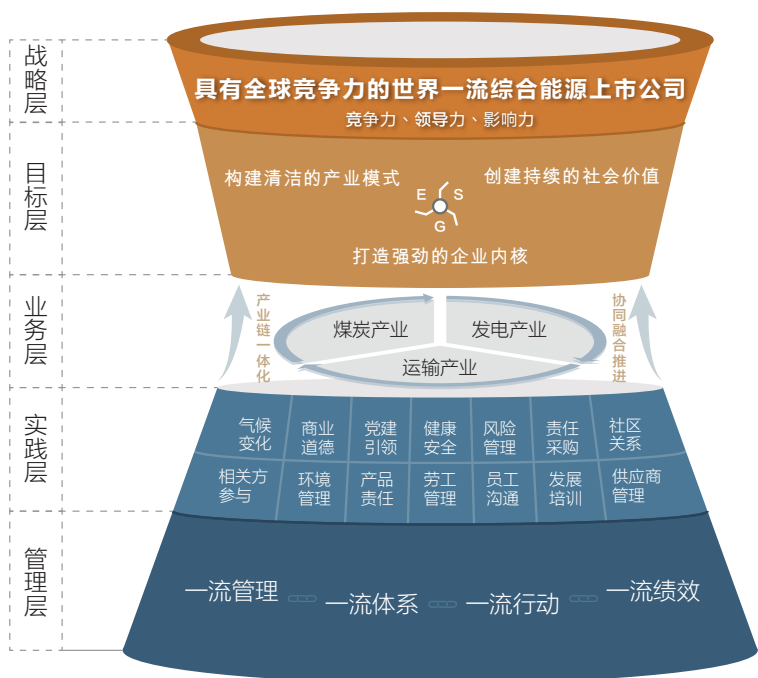 战略层
具有全球竞争力的世界一流综合能源上市公司
竞争力、领导力、影响力
目标层
构建清洁的产业模式
创建持续的社会价值
E S
G
打造强劲的企业内核
业务层
产业链一体化
煤炭产业
发电产业
运输产业
协同融合推进
实践层
气候
变化
商业
道德
党建
引领
健康
安全
风险
管理
责任
采购
社区
关系
相关方
参与
环境
管理
产品
责任
劳工
管理
员工
沟通
发展
培训
供应商
管理
管理层
一流管理
一流体系
一流行动
一流绩效